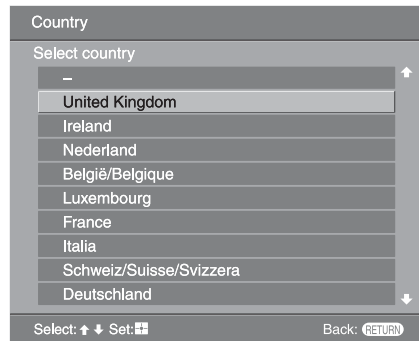 Country
Select country
–
United Kingdom
Ireland
Nederland
België/Belgique
Luxembourg
France
Italia
Schweiz/Suisse/Svizzera
Deutschland
Select: Set: Back: RETURN